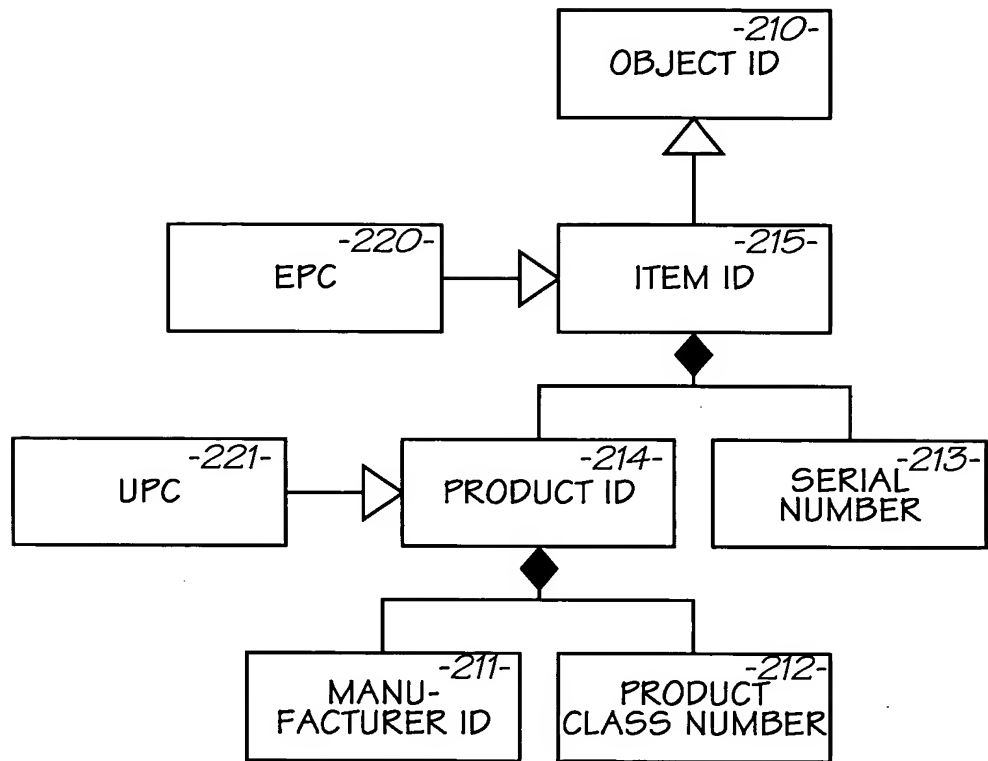 -210-
OBJECT ID
-220-
EPC
-215-
ITEM ID
-221-
UPC
-214-
PRODUCT ID
-213-
SERIAL
NUMBER
-211-
MANU-
FACTURER ID
-212-
PRODUCT
CLASS NUMBER